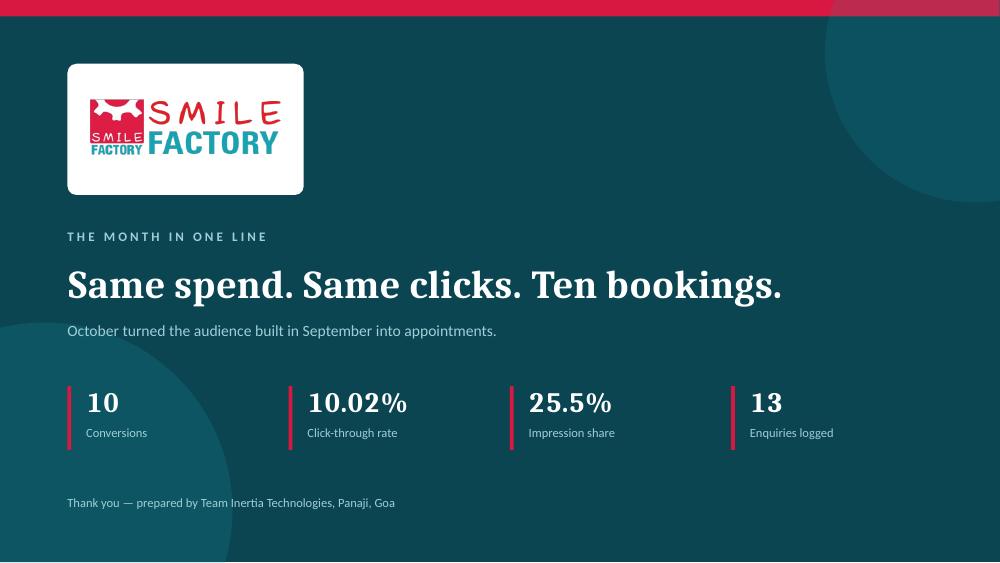 SMILE
FACTORY
SMILE
FACTORY
THE MONTH IN ONE LINE
Same spend. Same clicks. Ten bookings.
October turned the audience built in September into appointments.
10
Conversions
10.02%
Click-through rate
25.5%
Impression share
13
Enquiries logged
Thank you — prepared by Team Inertia Technologies, Panaji, Goa